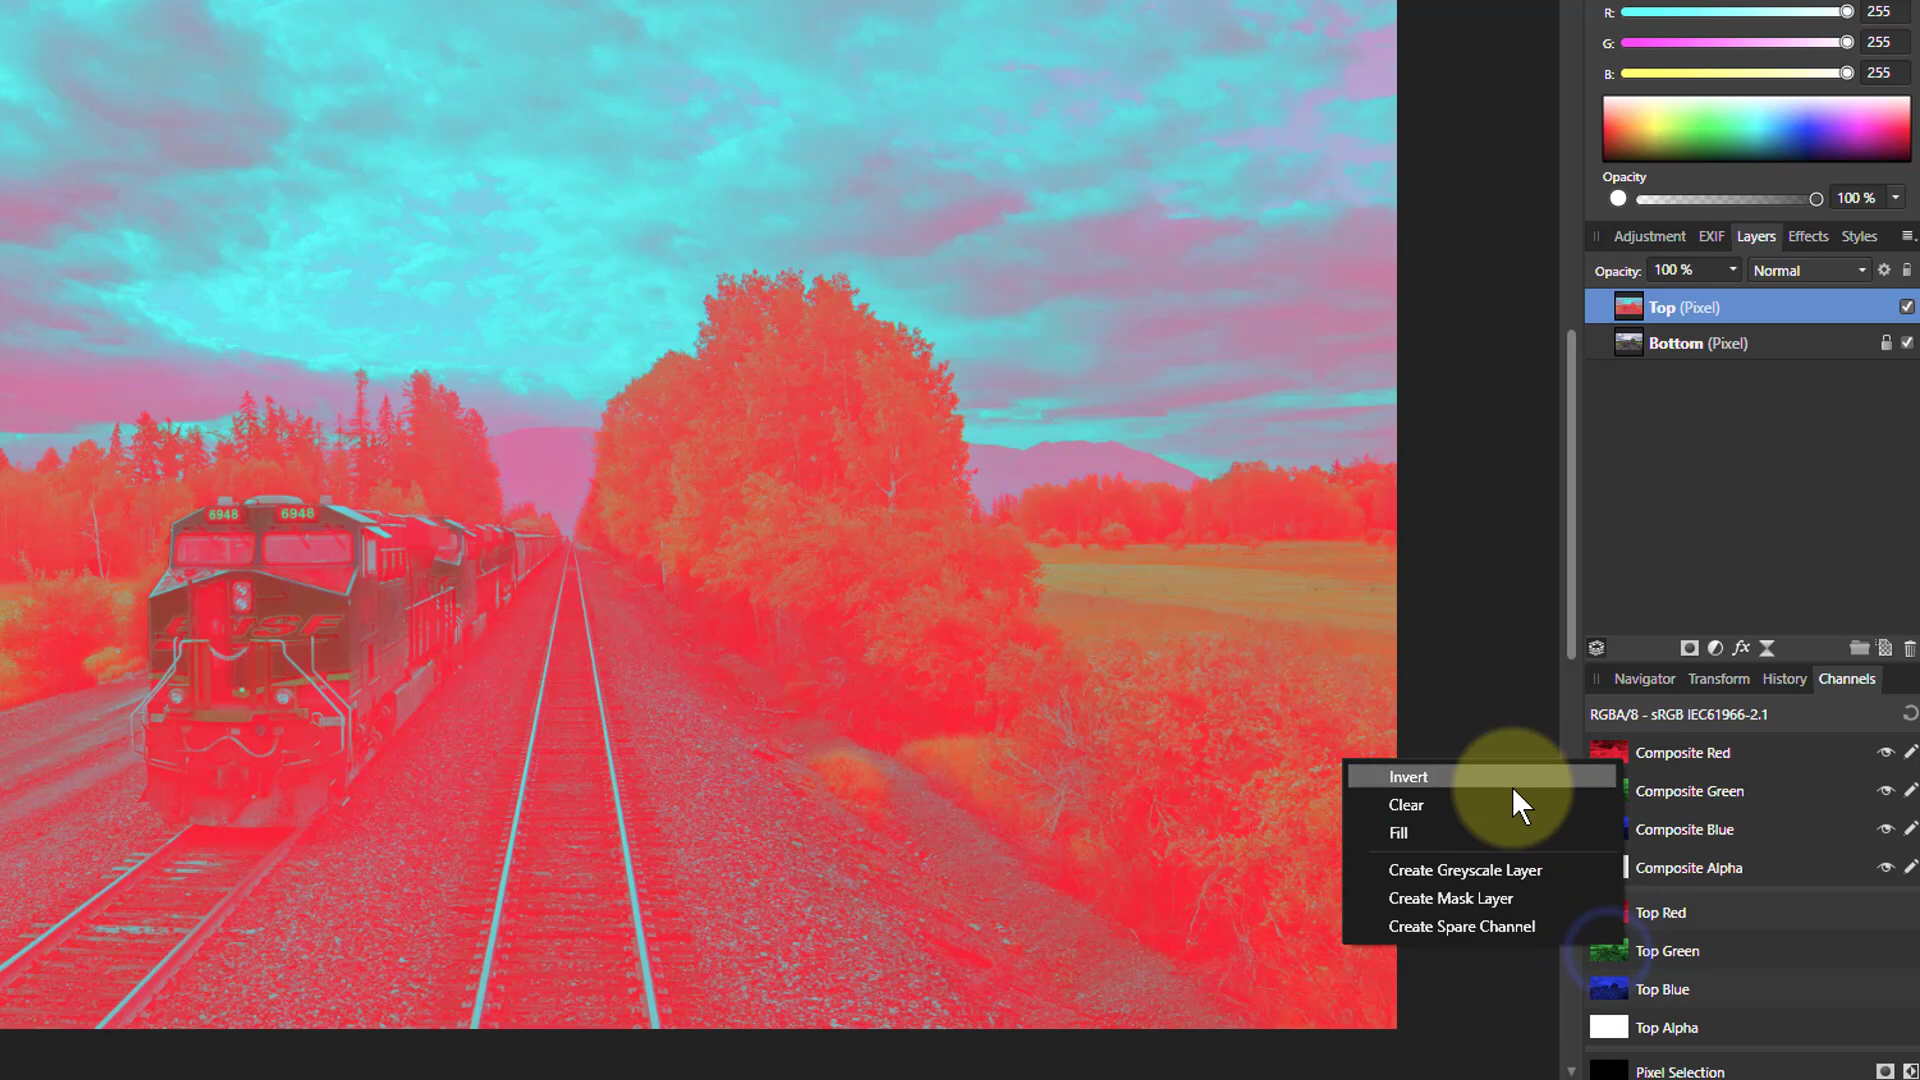 R: 255
G: 255
B: 255
Opacity
100 %
Adjustment EXIF Layers Effects Styles
Opacity: 100 % Normal
Top (Pixel)
Bottom (Pixel)
Navigator Transform History Channels
RGBA/8 - sRGB IEC61966-2.1
Composite Red
Composite Green
Composite Blue
Composite Alpha
Top Red
Top Green
Top Blue
Top Alpha
Pixel Selection
Invert
Clear
Fill
Create Greyscale Layer
Create Mask Layer
Create Spare Channel
6948 6948